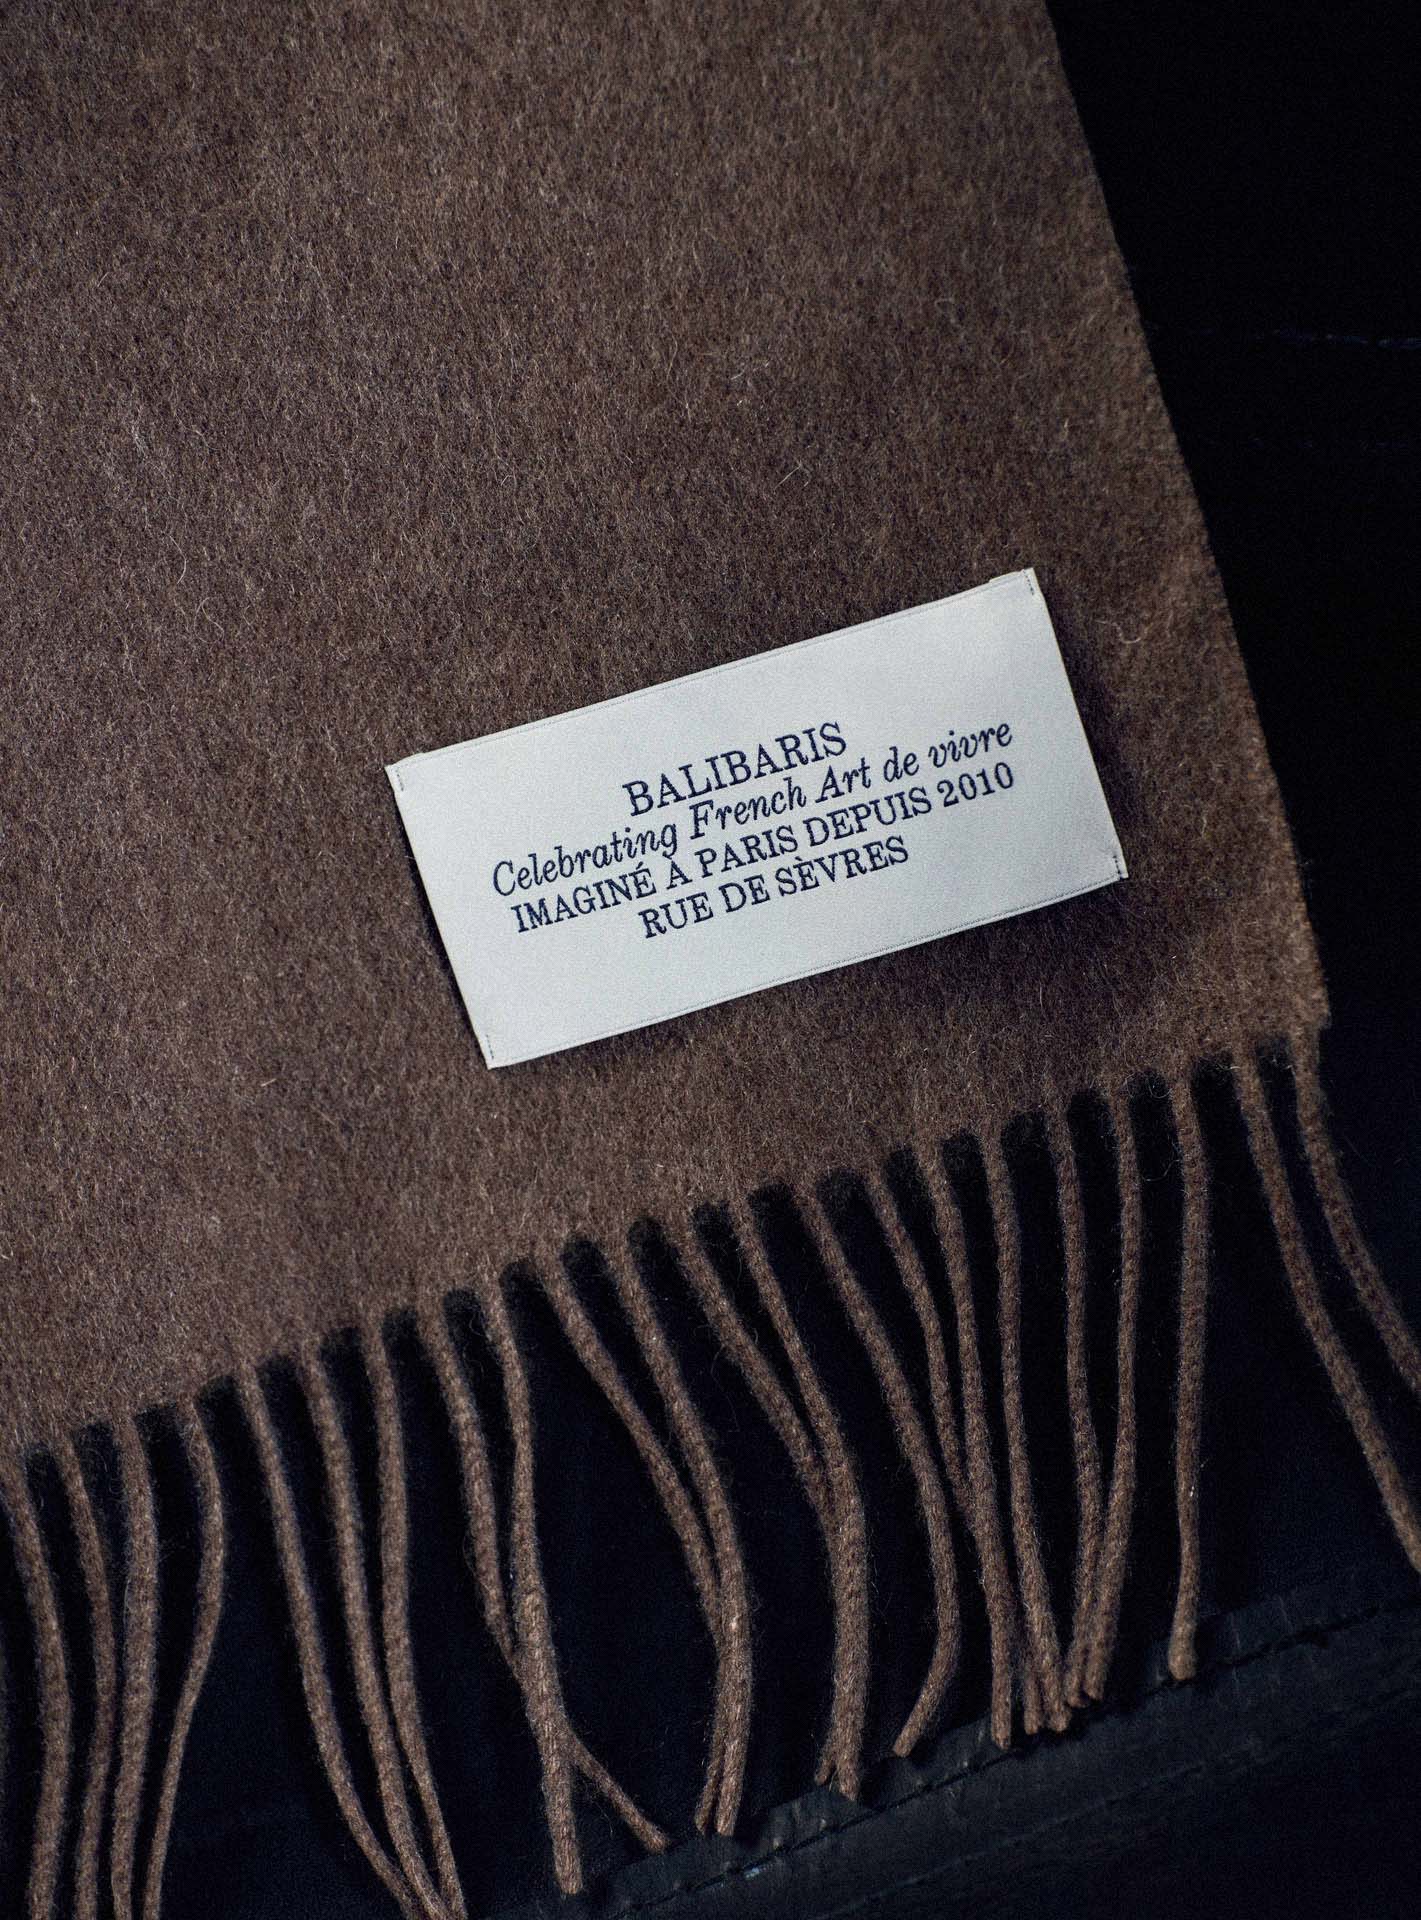 BALIBARIS
Celebrating French Art de vivre
IMAGINÉ À PARIS DEPUIS 2010
RUE DE SÈVRES